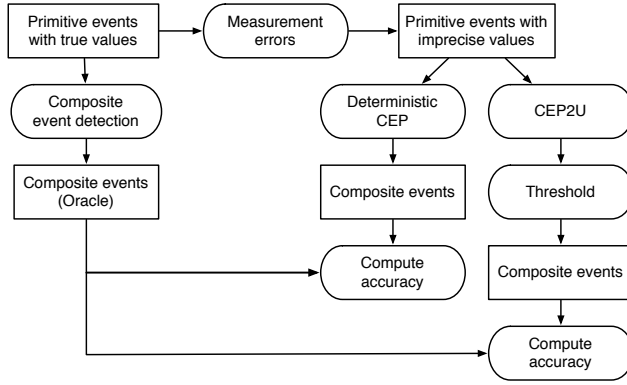 Primitive events
with true values
Measurement
errors
Primitive events with
imprecise values
Composite
event detection
Deterministic
CEP
CEP2U
Composite events
(Oracle)
Composite events
Threshold
Compute
accuracy
Composite events
Compute
accuracy